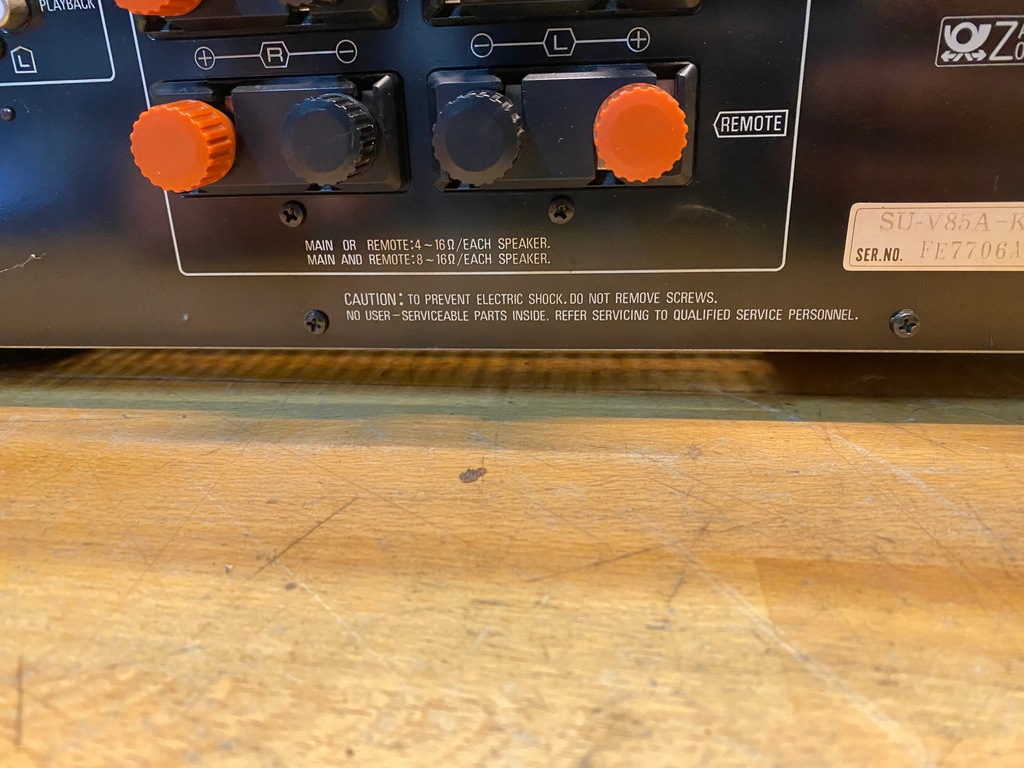 PLAYBACK
L
+ R −
− L +
REMOTE
MAIN OR REMOTE:4~16Ω/EACH SPEAKER.
MAIN AND REMOTE:8~16Ω/EACH SPEAKER.
SU-V85A-K
SER.NO. FE7706A
CAUTION: TO PREVENT ELECTRIC SHOCK. DO NOT REMOVE SCREWS.
NO USER-SERVICEABLE PARTS INSIDE. REFER SERVICING TO QUALIFIED SERVICE PERSONNEL.